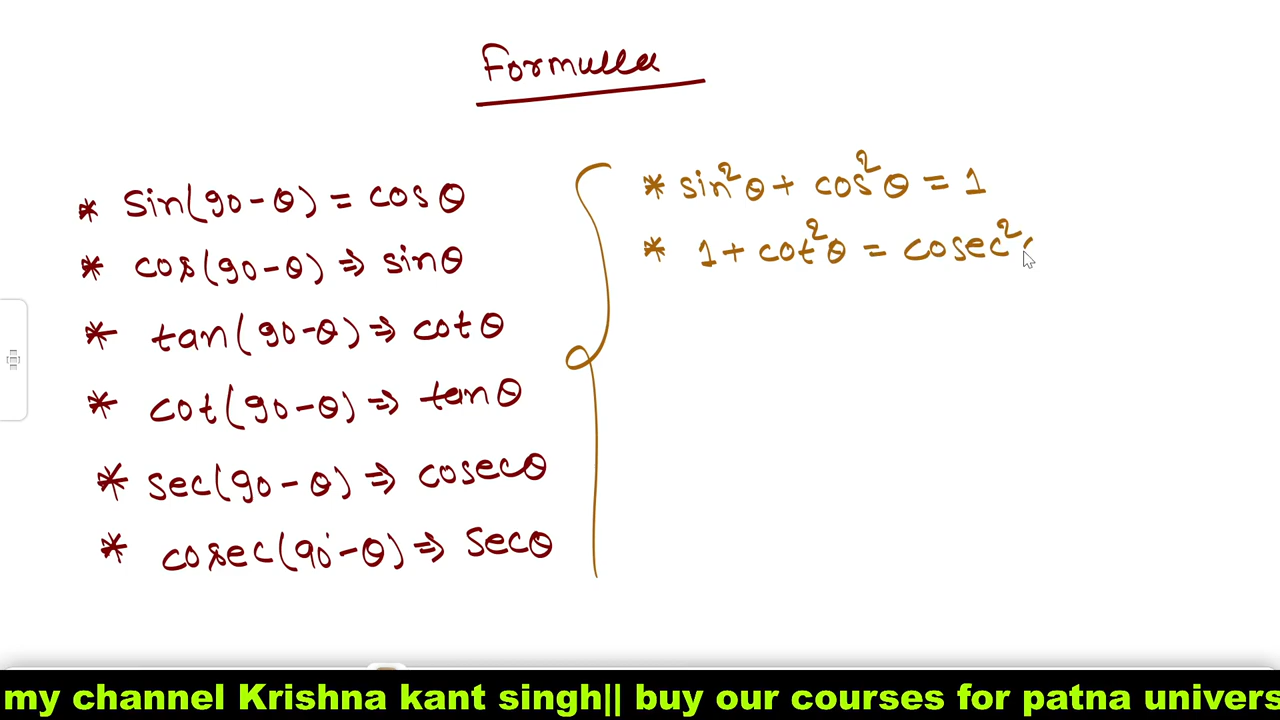 Formulla
* Sin(90-θ) = cosθ
* cos(90-θ) ⇒ sinθ
* tan(90-θ) ⇒ cotθ
* cot(90-θ) ⇒ tanθ
* sec(90-θ) ⇒ cosecθ
* cosec(90-θ) ⇒ secθ
* sin²θ + cos²θ = 1
* 1 + cot²θ = cosec²
my channel Krishna kant singh|| buy our courses for patna univers